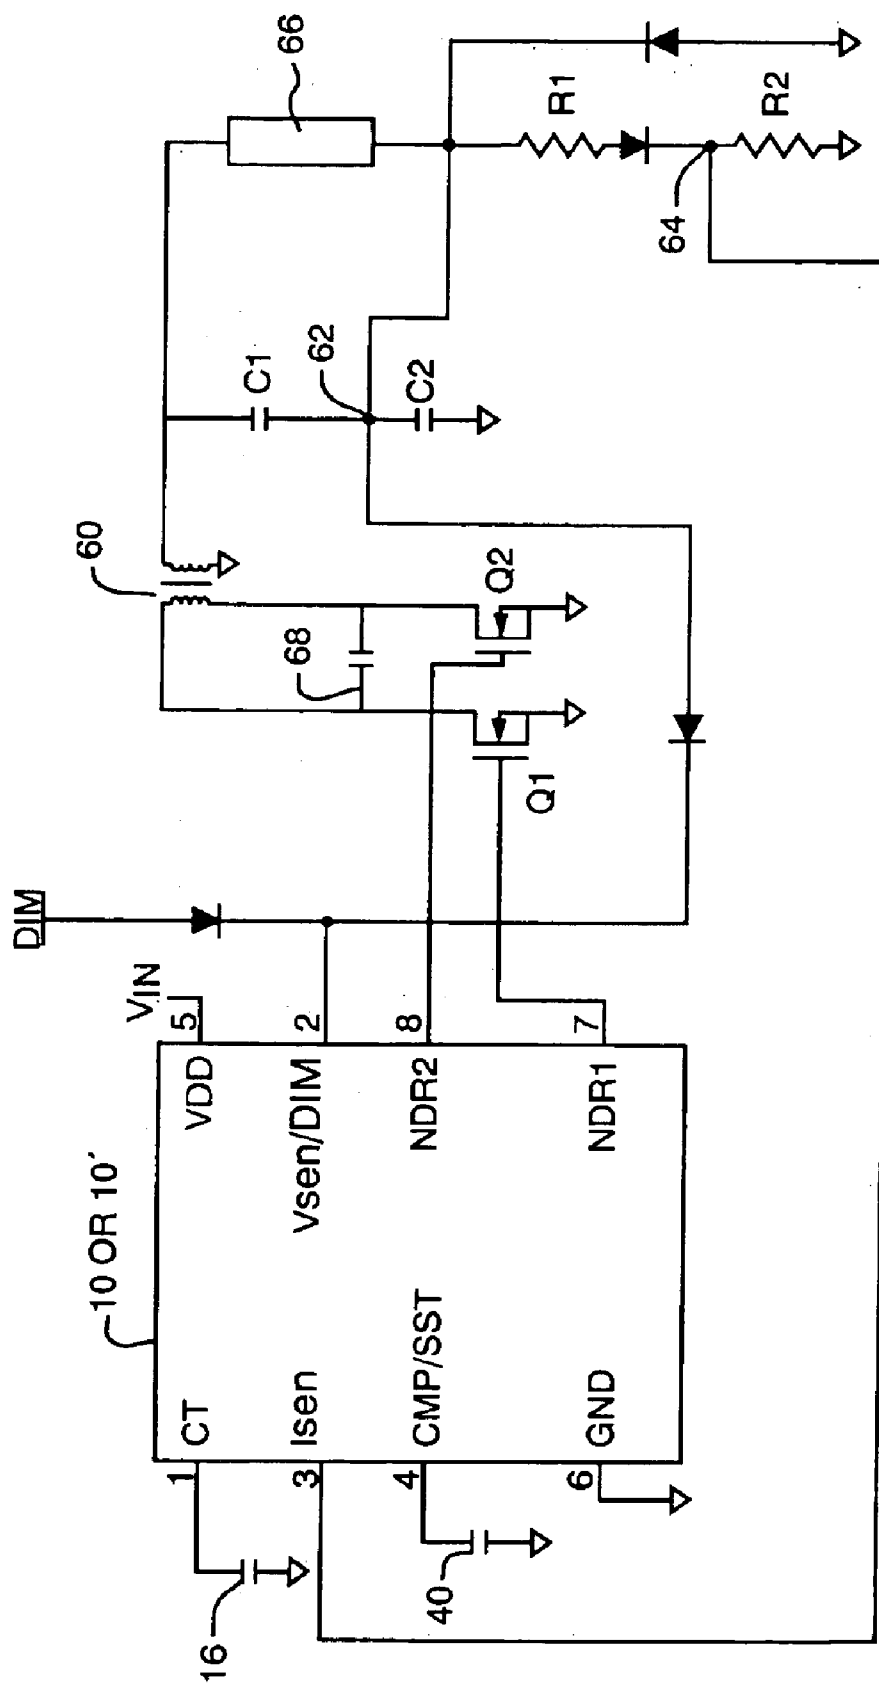 DIM
VIN
10 OR 10´
1
CT
3
Isen
4
CMP/SST
6
GND
VDD
5
Vsen/DIM
2
NDR2
8
NDR1
7
16
40
60
68
Q1
Q2
C1
62
C2
66
R1
64
R2